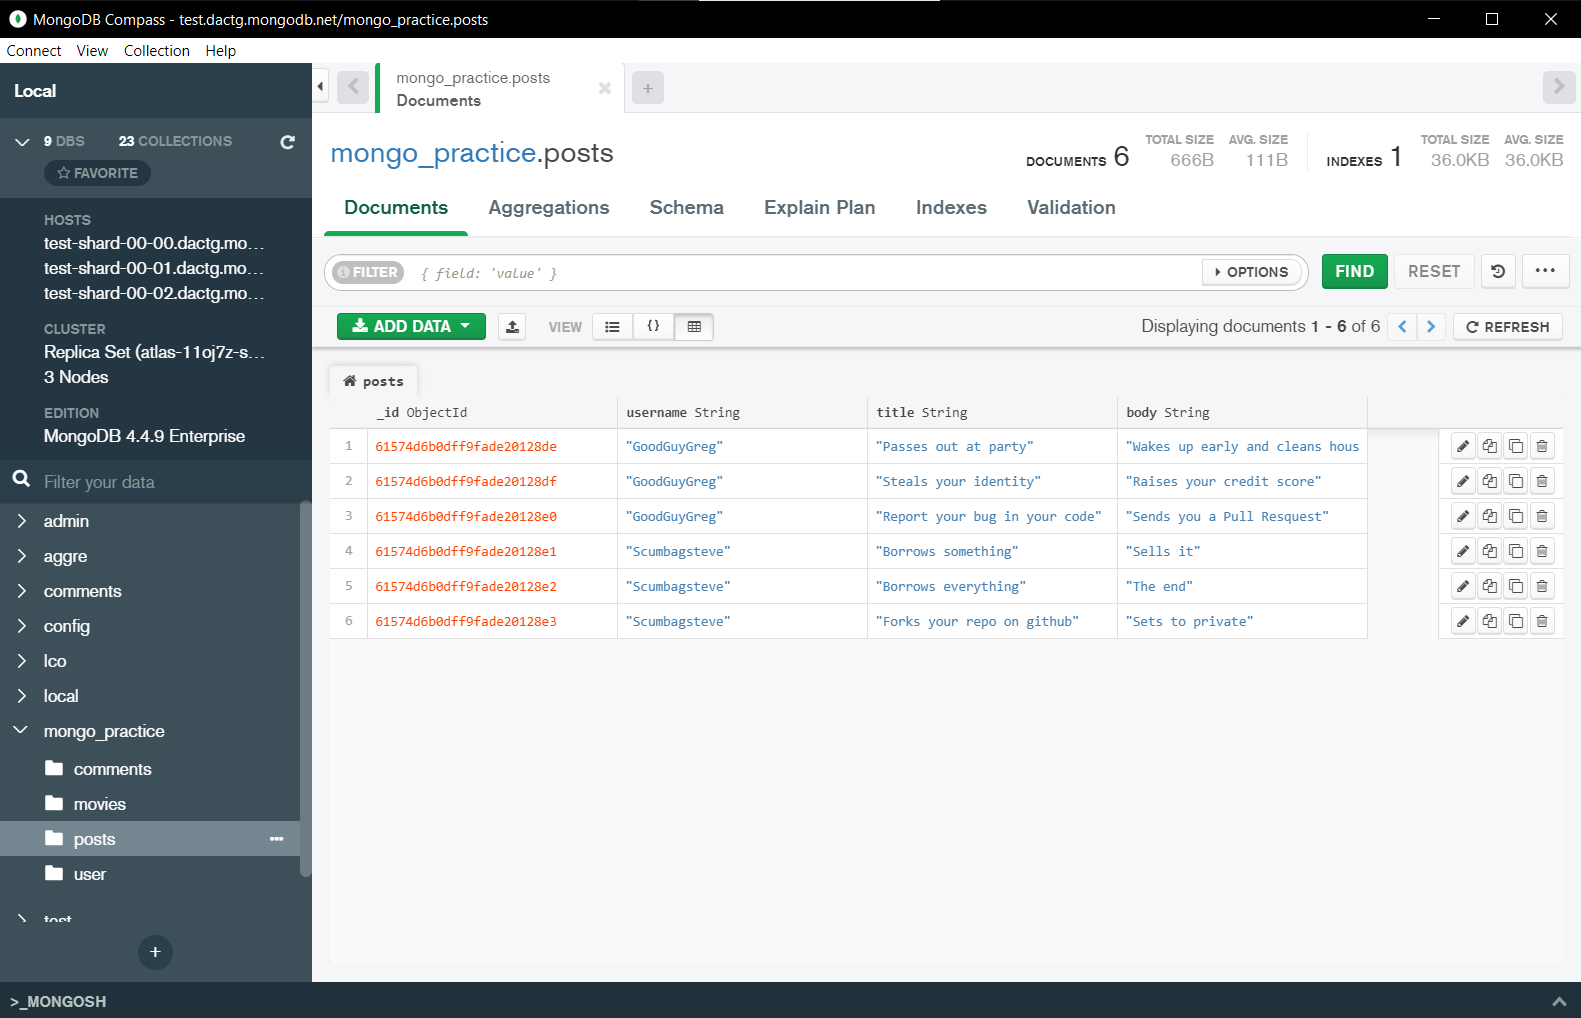 MongoDB Compass - test.dactg.mongodb.net/mongo_practice.posts
Connect View Collection Help
Local
9 DBS 23 COLLECTIONS
FAVORITE
HOSTS
test-shard-00-00.dactg.mo...
test-shard-00-01.dactg.mo...
test-shard-00-02.dactg.mo...
CLUSTER
Replica Set (atlas-11oj7z-s...
3 Nodes
EDITION
MongoDB 4.4.9 Enterprise
Filter your data
admin
aggre
comments
config
lco
local
mongo_practice
comments
movies
posts
user
test
mongo_practice.posts
Documents
mongo_practice.posts
DOCUMENTS 6 TOTAL SIZE 666B AVG. SIZE 111B INDEXES 1 TOTAL SIZE 36.0KB AVG. SIZE 36.0KB
Documents Aggregations Schema Explain Plan Indexes Validation
FILTER { field: 'value' } OPTIONS FIND RESET
ADD DATA VIEW { } Displaying documents 1 - 6 of 6 REFRESH
posts
_id ObjectId username String title String body String
1 61574d6b0dff9fade20128de "GoodGuyGreg" "Passes out at party" "Wakes up early and cleans hous
2 61574d6b0dff9fade20128df "GoodGuyGreg" "Steals your identity" "Raises your credit score"
3 61574d6b0dff9fade20128e0 "GoodGuyGreg" "Report your bug in your code" "Sends you a Pull Resquest"
4 61574d6b0dff9fade20128e1 "Scumbagsteve" "Borrows something" "Sells it"
5 61574d6b0dff9fade20128e2 "Scumbagsteve" "Borrows everything" "The end"
6 61574d6b0dff9fade20128e3 "Scumbagsteve" "Forks your repo on github" "Sets to private"
>_MONGOSH